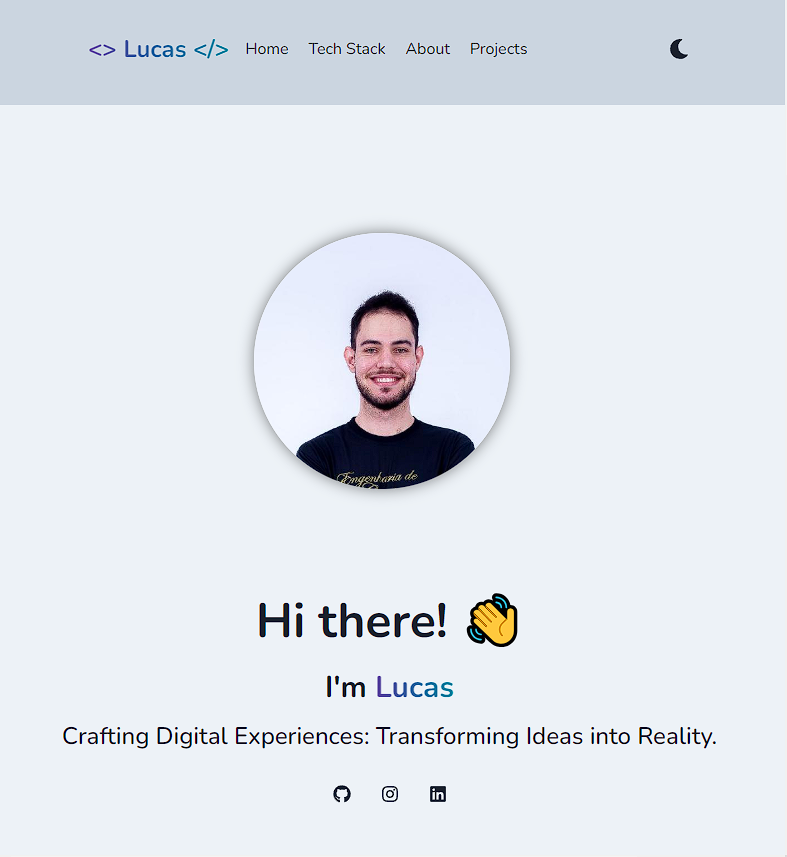 <> Lucas </> Home Tech Stack About Projects
Engenharia de
Hi there! 👋
I'm Lucas
Crafting Digital Experiences: Transforming Ideas into Reality.